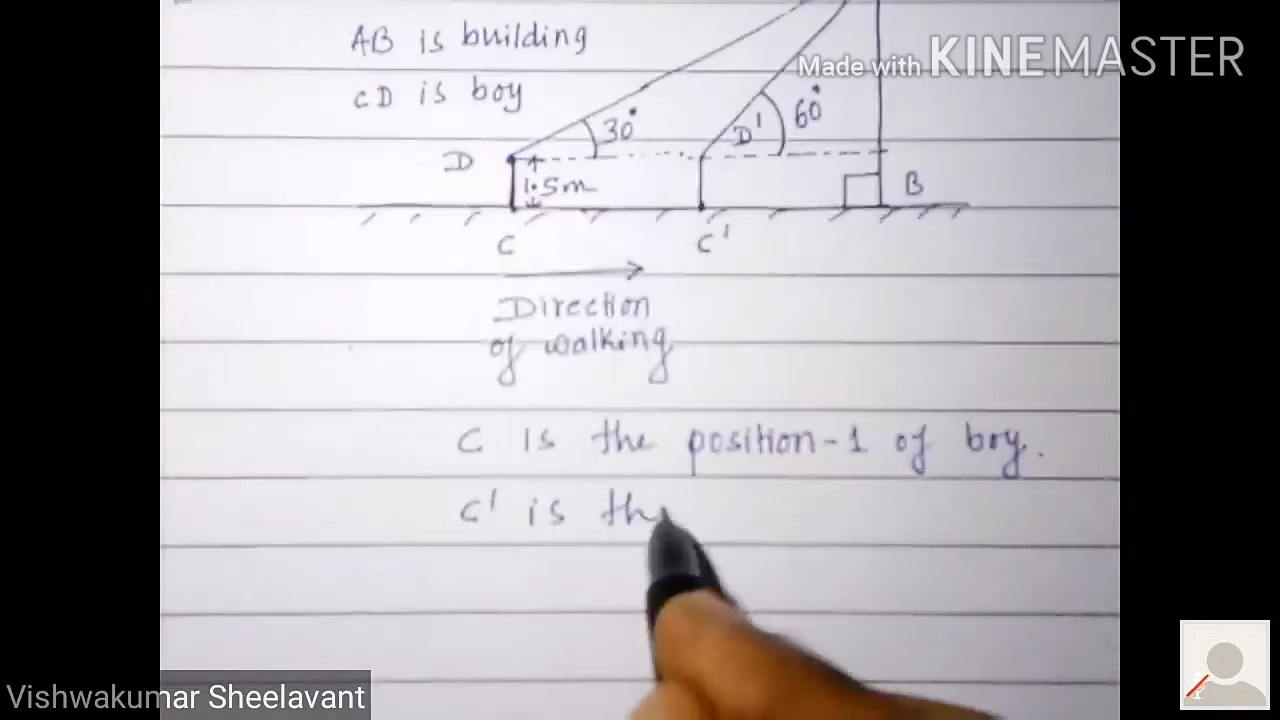 AB is building
Made with KINEMASTER
CD is boy
30°
D' 60°
D
1.5m
B
C
C'
Direction
of walking
C is the position-1 of boy.
C' is the
Vishwakumar Sheelavant